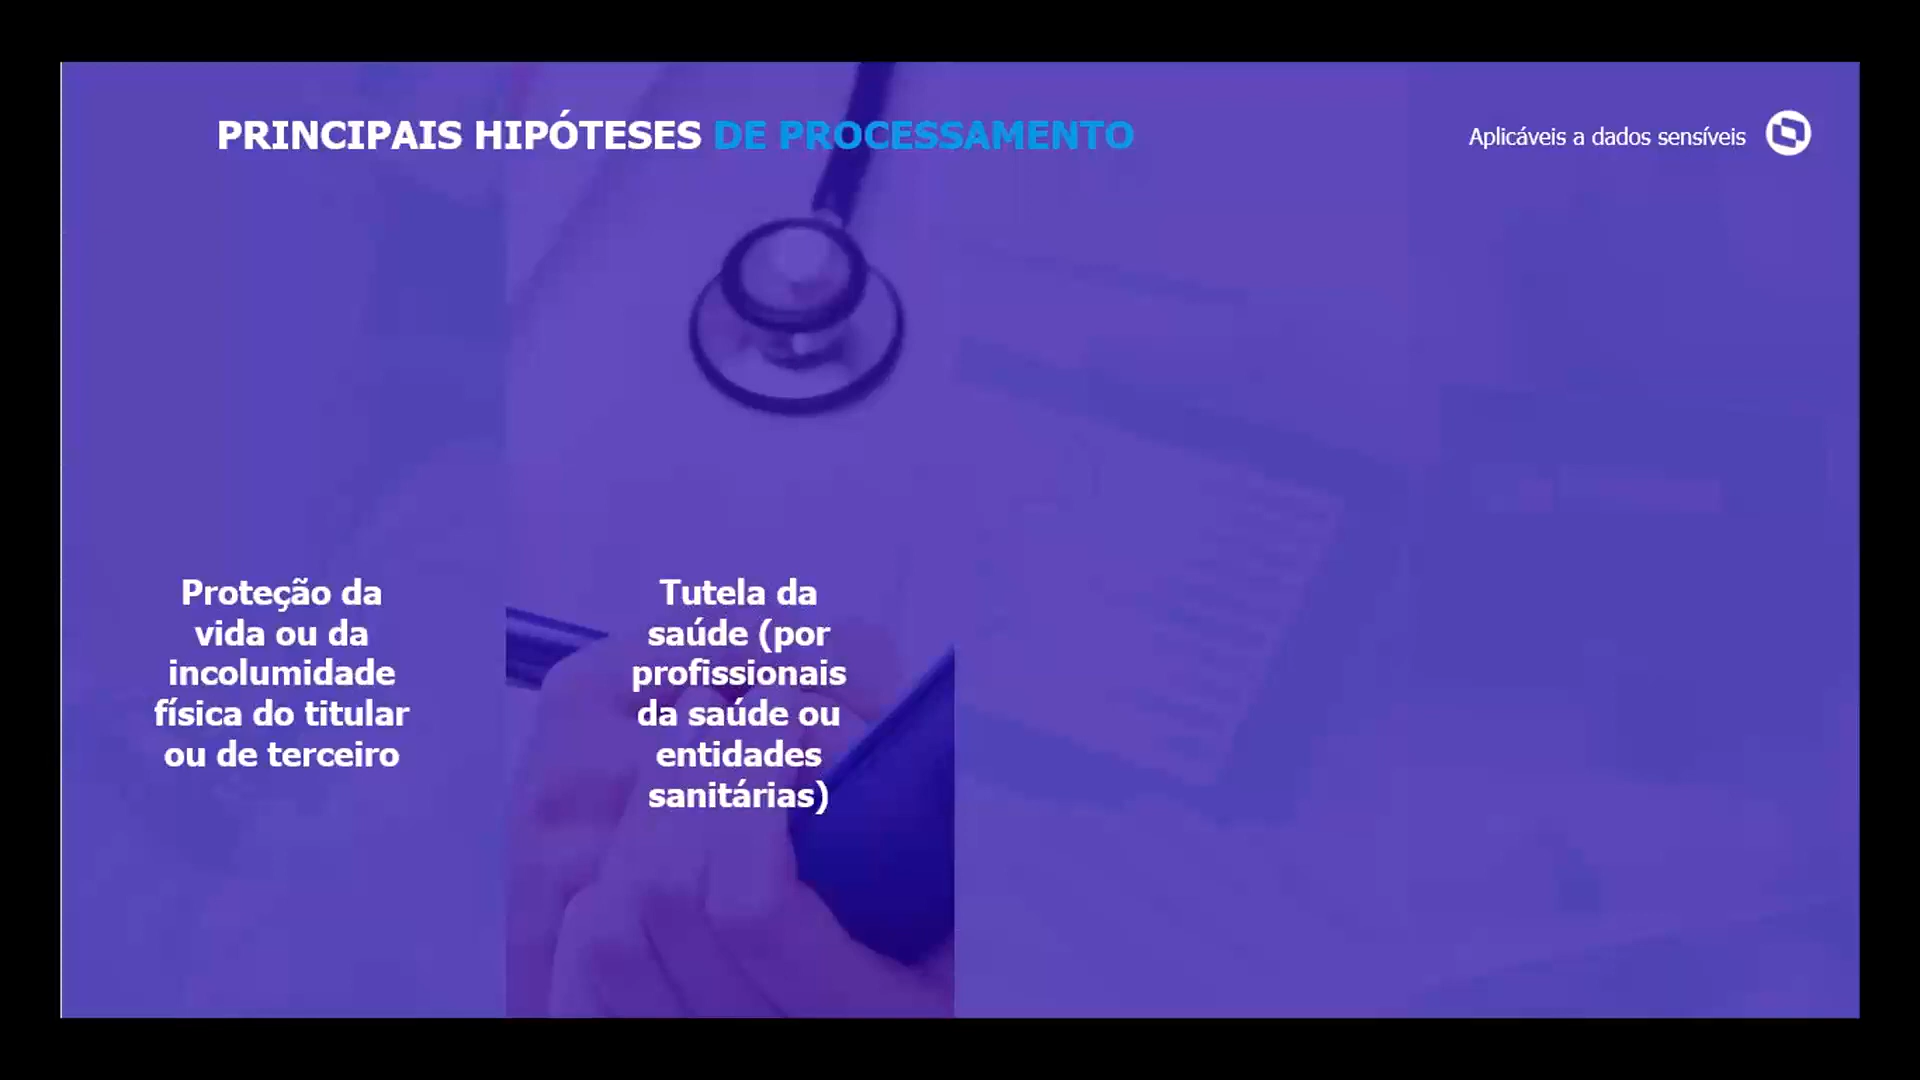 PRINCIPAIS HIPÓTESES DE PROCESSAMENTO
Aplicáveis a dados sensíveis
Proteção da
vida ou da
incolumidade
física do titular
ou de terceiro
Tutela da
saúde (por
profissionais
da saúde ou
entidades
sanitárias)